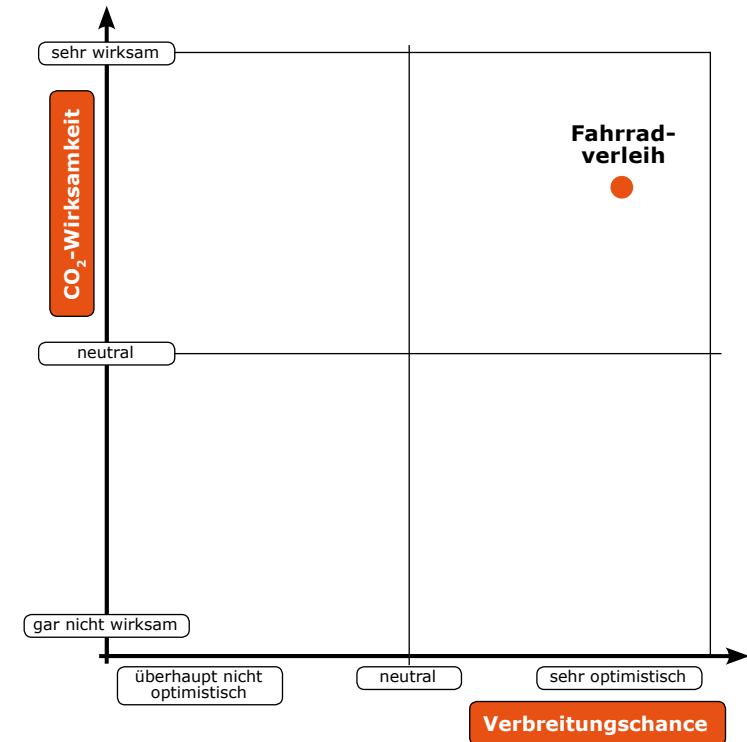 sehr wirksam
CO₂-Wirksamkeit
Fahrrad-
verleih
neutral
gar nicht wirksam
überhaupt nicht
optimistisch
neutral
sehr optimistisch
Verbreitungschance